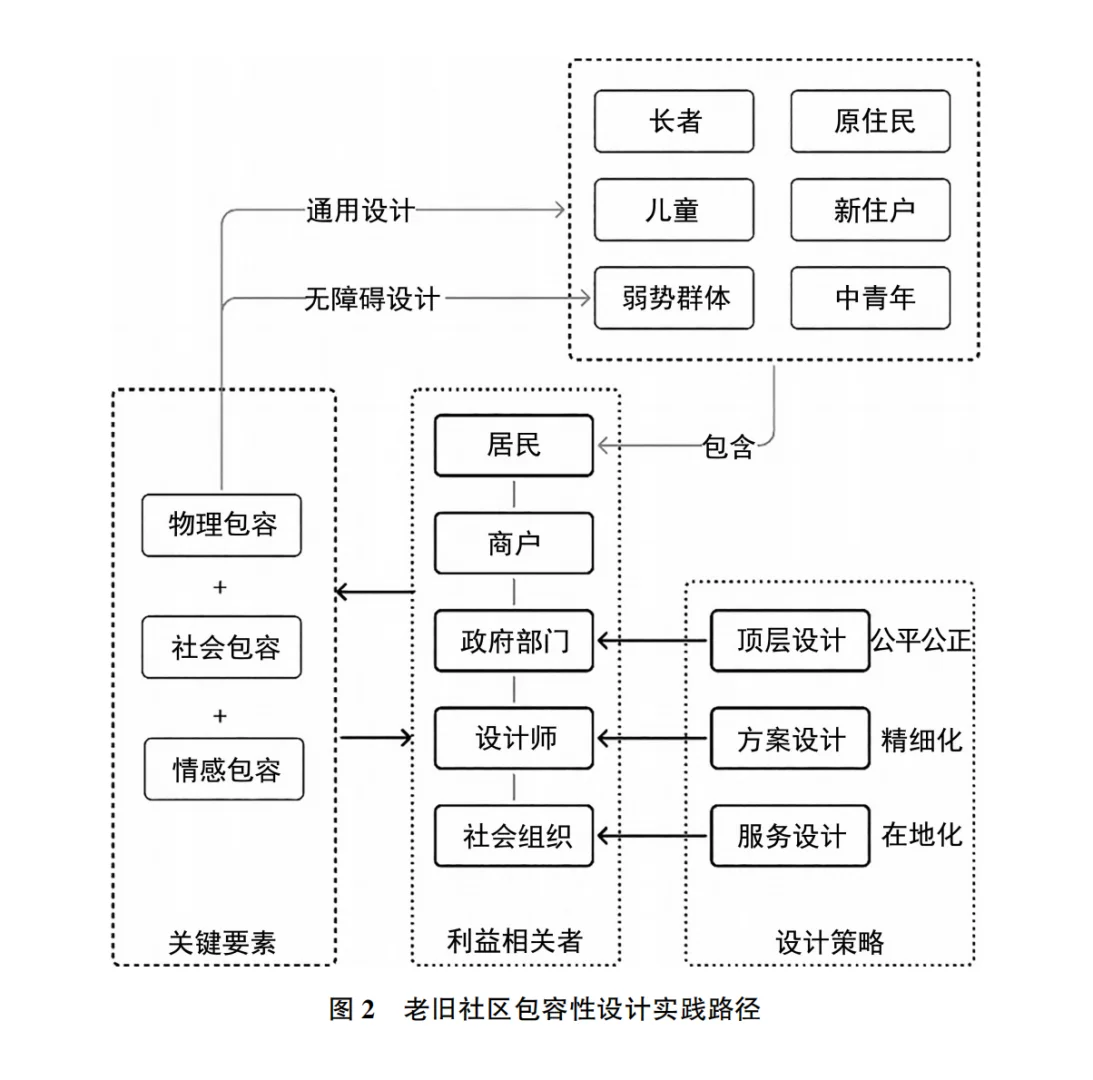 长者 原住民
通用设计 儿童 新住户
无障碍设计 弱势群体 中青年
居民 包含
物理包容 商户
+
社会包容 政府部门 顶层设计 公平公正
+
情感包容 设计师 方案设计 精细化
社会组织 服务设计 在地化
关键要素 利益相关者 设计策略
图 2 老旧社区包容性设计实践路径